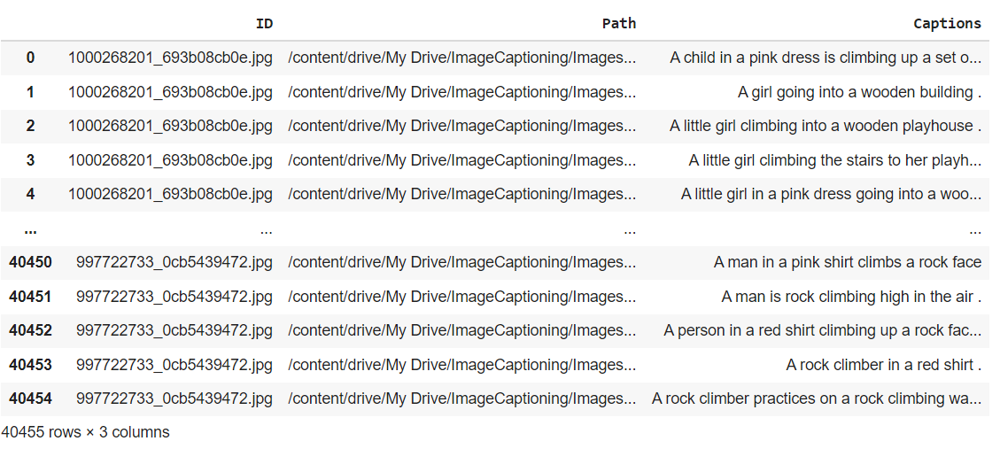 ID Path Captions
0 1000268201_693b08cb0e.jpg /content/drive/My Drive/ImageCaptioning/Images... A child in a pink dress is climbing up a set o...
1 1000268201_693b08cb0e.jpg /content/drive/My Drive/ImageCaptioning/Images... A girl going into a wooden building .
2 1000268201_693b08cb0e.jpg /content/drive/My Drive/ImageCaptioning/Images... A little girl climbing into a wooden playhouse .
3 1000268201_693b08cb0e.jpg /content/drive/My Drive/ImageCaptioning/Images... A little girl climbing the stairs to her playh...
4 1000268201_693b08cb0e.jpg /content/drive/My Drive/ImageCaptioning/Images... A little girl in a pink dress going into a woo...
... ... ... ...
40450 997722733_0cb5439472.jpg /content/drive/My Drive/ImageCaptioning/Images... A man in a pink shirt climbs a rock face
40451 997722733_0cb5439472.jpg /content/drive/My Drive/ImageCaptioning/Images... A man is rock climbing high in the air .
40452 997722733_0cb5439472.jpg /content/drive/My Drive/ImageCaptioning/Images... A person in a red shirt climbing up a rock fac...
40453 997722733_0cb5439472.jpg /content/drive/My Drive/ImageCaptioning/Images... A rock climber in a red shirt .
40454 997722733_0cb5439472.jpg /content/drive/My Drive/ImageCaptioning/Images... A rock climber practices on a rock climbing wa...
40455 rows × 3 columns